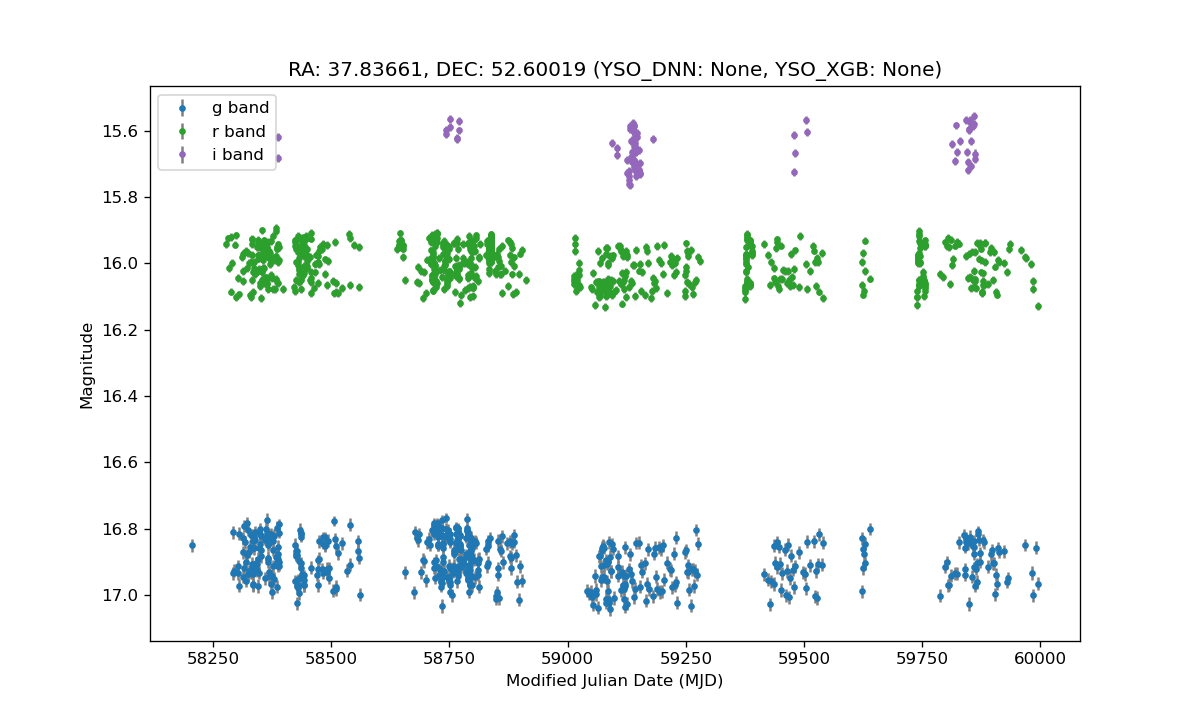 RA: 37.83661, DEC: 52.60019 (YSO_DNN: None, YSO_XGB: None)
g band
r band
i band
Magnitude
15.6
15.8
16.0
16.2
16.4
16.6
16.8
17.0
58250 58500 58750 59000 59250 59500 59750 60000
Modified Julian Date (MJD)